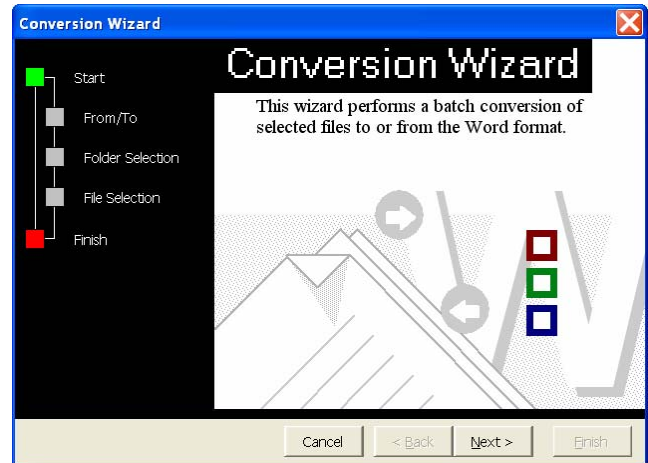 Conversion Wizard
Start
From/To
Folder Selection
File Selection
Finish
Conversion Wizard
This wizard performs a batch conversion of
selected files to or from the Word format.
Cancel
< Back
Next >
Finish